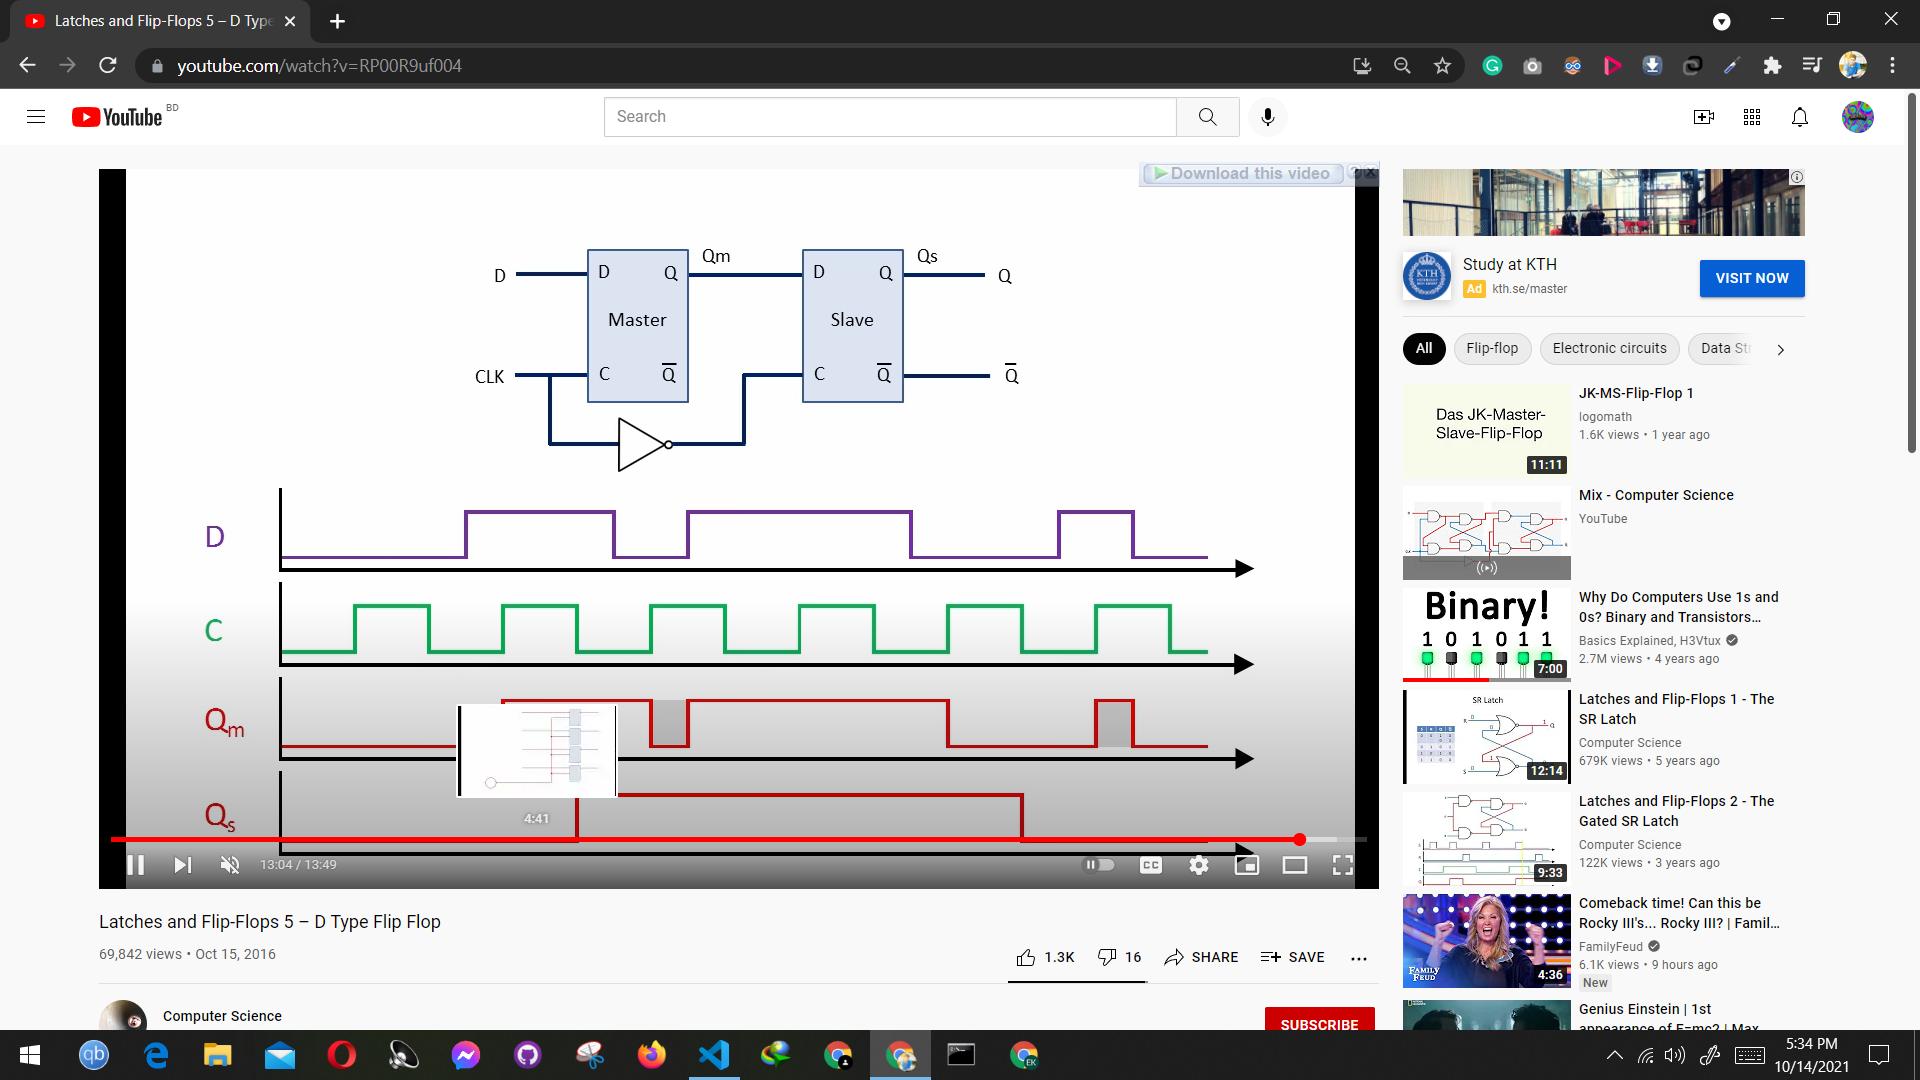 Latches and Flip-Flops 5 – D Type
youtube.com/watch?v=RP00R9uf004
YouTube BD
Search
Download this video
D
D Q
Master
C Q
Qm
D Q
Slave
C Q
Qs
Q
CLK
Q
D
C
Qm
Qs
4:41
13:04 / 13:49
CC
Latches and Flip-Flops 5 – D Type Flip Flop
69,842 views • Oct 15, 2016
1.3K 16 SHARE SAVE
Computer Science
SUBSCRIBE
KTH
Study at KTH
Ad kth.se/master
VISIT NOW
All Flip-flop Electronic circuits Data Str
Das JK-Master-
Slave-Flip-Flop
11:11
JK-MS-Flip-Flop 1
logomath
1.6K views • 1 year ago
Mix - Computer Science
YouTube
Binary!
1 0 1 0 1 1
7:00
Why Do Computers Use 1s and
0s? Binary and Transistors...
Basics Explained, H3Vtux
2.7M views • 4 years ago
SR Latch
12:14
Latches and Flip-Flops 1 - The
SR Latch
Computer Science
679K views • 5 years ago
9:33
Latches and Flip-Flops 2 - The
Gated SR Latch
Computer Science
122K views • 3 years ago
FAMILY
FEUD
4:36
Comeback time! Can this be
Rocky III's... Rocky III? | Famil...
FamilyFeud
6.1K views • 9 hours ago
New
Genius Einstein | 1st
appearance of E=mc2 | Max
qb
EK
5:34 PM
10/14/2021